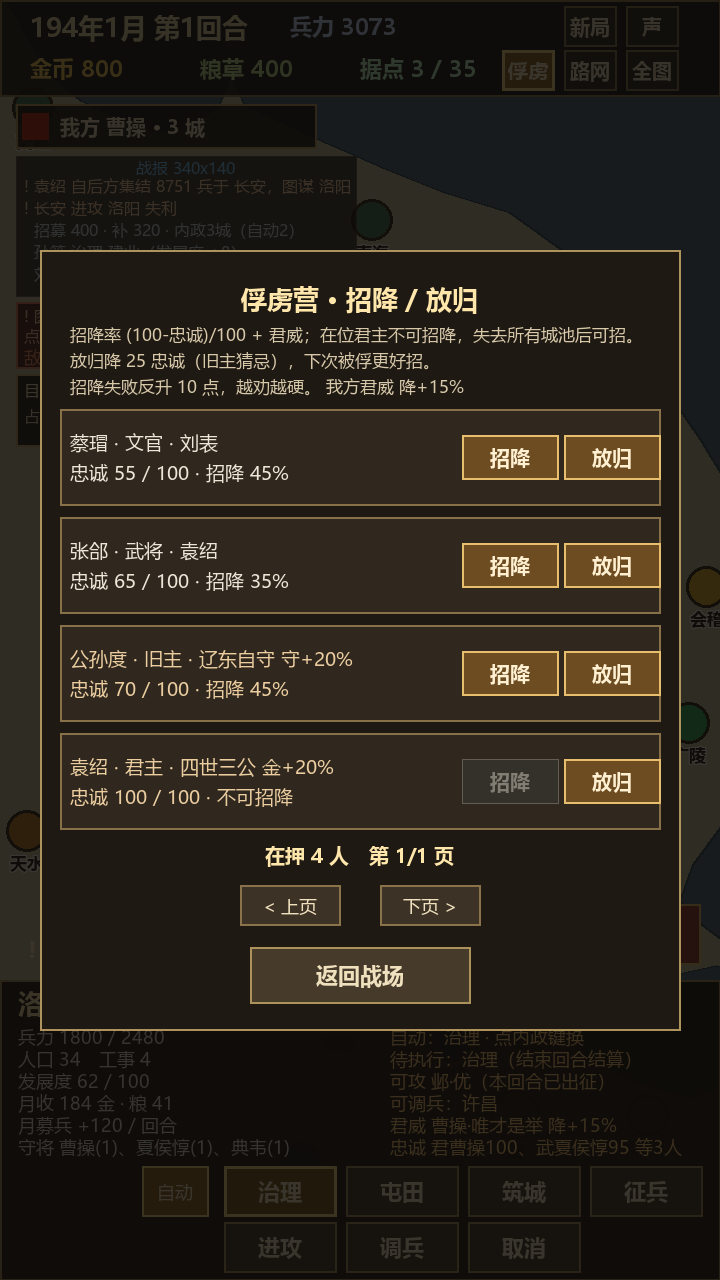 194年1月 第1回合 兵力 3073 新局 声
金币 800 粮草 400 据点 3 / 35 俘虏 路网 全图
我方 曹操 • 3 城
战报 340x140
! 袁绍 自后方集结 8751 兵于 长安，图谋 洛阳
! 长安 进攻 洛阳 失利
招募 400 · 补 320 · 内政3城（自动2）
俘虏营 · 招降 / 放归
招降率 (100-忠诚)/100 + 君威；在位君主不可招降，失去所有城池后可招。
放归降 25 忠诚（旧主猜忌），下次被俘更好招。
招降失败反升 10 点，越劝越硬。 我方君威 降+15%
蔡瑁 · 文官 · 刘表
忠诚 55 / 100 · 招降 45%
招降 放归
张郃 · 武将 · 袁绍
忠诚 65 / 100 · 招降 35%
招降 放归
公孙度 · 旧主 · 辽东自守 守+20%
忠诚 70 / 100 · 招降 45%
招降 放归
袁绍 · 君主 · 四世三公 金+20%
忠诚 100 / 100 · 不可招降
招降 放归
会稽
陵
天水
在押 4 人 第 1/1 页
< 上页 下页 >
返回战场
洛
兵力 1800 / 2480
人口 34 工事 4
发展度 62 / 100
月收 184 金 · 粮 41
月募兵 +120 / 回合
守将 曹操(1)、夏侯惇(1)、典韦(1)
自动：治理 · 点内政键换
待执行：治理（结束回合结算）
可攻 邺·优（本回合已出征）
可调兵：许昌
君威 曹操·唯才是举 降+15%
忠诚 君曹操100、武夏侯惇95 等3人
自动 治理 屯田 筑城 征兵
进攻 调兵 取消